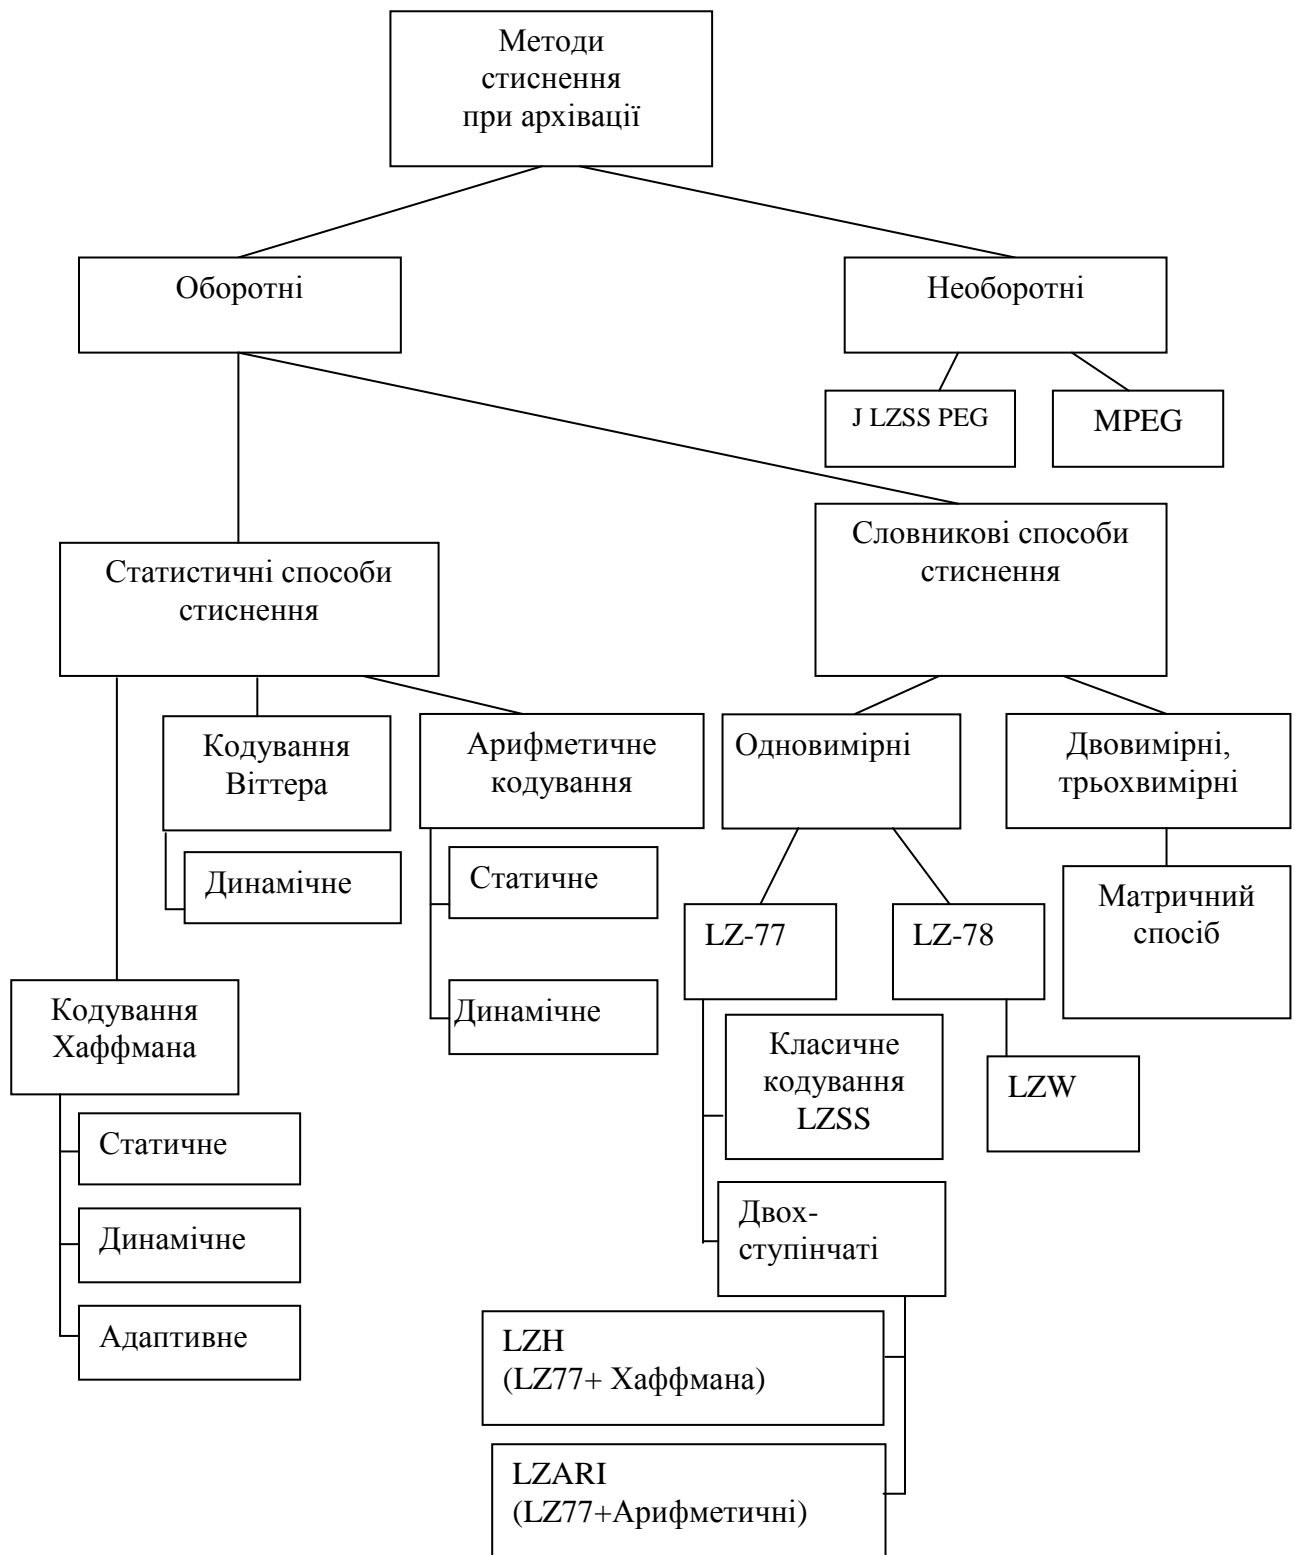 Методи
стиснення
при архівації
Оборотні
Необоротні
J LZSS PEG
MPEG
Словникові способи
стиснення
Статистичні способи
стиснення
Кодування
Віттера
Арифметичне
кодування
Одновимірні
Двовимірні,
трьохвимірні
Динамічне
Статичне
Матричний
спосіб
LZ-77
LZ-78
Кодування
Хаффмана
Динамічне
Класичне
кодування
LZSS
LZW
Статичне
Двох-
ступінчаті
Динамічне
Адаптивне
LZH
(LZ77+ Хаффмана)
LZARI
(LZ77+Арифметичні)